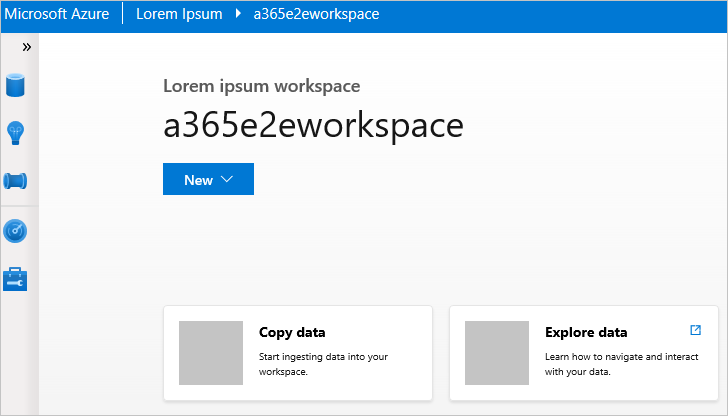 Microsoft Azure Lorem Ipsum a365e2eworkspace
Lorem ipsum workspace
a365e2eworkspace
New
Copy data
Start ingesting data into your
workspace.
Explore data
Learn how to navigate and interact
with your data.